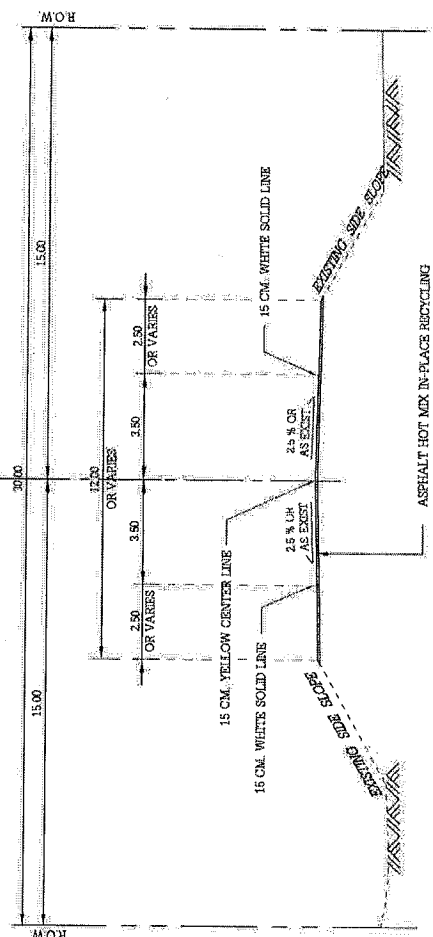 R.O.W.
R.O.W.
30.00
15.00
15.00
12.00
OR VARIES
2.50
OR VARIES
3.50
3.50
2.50
OR VARIES
15 CM. YELLOW CENTER LINE
15 CM. WHITE SOLID LINE
15 CM. WHITE SOLID LINE
2.5 % OR
AS EXIST
2.5 % OR
AS EXIST
EXISTING SIDE SLOPE
EXISTING SIDE SLOPE
ASPHALT HOT MIX IN-PLACE RECYCLING